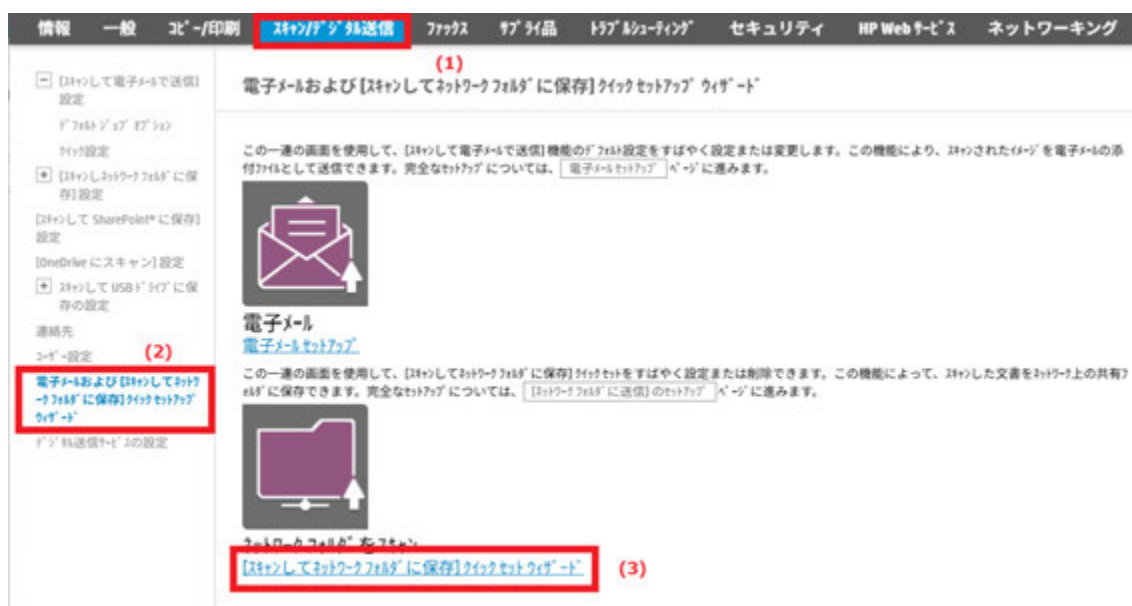 情報 一般 ｺﾋﾟｰ/印刷 ｽｷｬﾝ/ﾃﾞｼﾞﾀﾙ送信 ﾌｧｯｸｽ ｻﾌﾟﾗｲ品 ﾄﾗﾌﾞﾙｼｭｰﾃｨﾝｸﾞ セキュリティ HP Web ｻｰﾋﾞｽ ネットワーキング
(1)
[ｽｷｬﾝして電子ﾒｰﾙで送信]
設定
ﾃﾞﾌｫﾙﾄ ｼﾞｮﾌﾞ ｵﾌﾟｼｮﾝ
ｸｲｯｸ設定
[ｽｷｬﾝしﾈｯﾄﾜｰｸ ﾌｫﾙﾀﾞに保
存] 設定
[ｽｷｬﾝして SharePoint® に保存]
設定
[OneDrive にスキャン] 設定
ｽｷｬﾝして USB ﾄﾞﾗｲﾌﾞに保
存の設定
連絡先
ﾕｰｻﾞｰ設定
(2)
電子ﾒｰﾙおよび [ｽｷｬﾝしてﾈｯﾄﾜ
ｰｸ ﾌｫﾙﾀﾞに保存] ｸｲｯｸ ｾｯﾄｱｯﾌﾟ
ｳｨｻﾞｰﾄﾞ
ﾃﾞｼﾞﾀﾙ送信ｻｰﾋﾞｽの設定
電子ﾒｰﾙおよび [ｽｷｬﾝしてﾈｯﾄﾜｰｸ ﾌｫﾙﾀﾞに保存] ｸｲｯｸ ｾｯﾄｱｯﾌﾟ ｳｨｻﾞｰﾄﾞ
この一連の画面を使用して、[ｽｷｬﾝして電子ﾒｰﾙで送信] 機能のﾃﾞﾌｫﾙﾄ設定をすばやく設定または変更します。この機能により、ｽｷｬﾝされたｲﾒｰｼﾞを電子ﾒｰﾙの添
付ﾌｧｲﾙとして送信できます。完全なｾｯﾄｱｯﾌﾟについては、 電子ﾒｰﾙ ｾｯﾄｱｯﾌﾟ ﾍﾟｰｼﾞに進みます。
電子ﾒｰﾙ
電子ﾒｰﾙ ｾｯﾄｱｯﾌﾟ
この一連の画面を使用して、[ｽｷｬﾝしてﾈｯﾄﾜｰｸ ﾌｫﾙﾀﾞに保存] ｸｲｯｸ ｾｯﾄをすばやく設定または削除できます。この機能によって、ｽｷｬﾝした文書をﾈｯﾄﾜｰｸ上の共有ﾌ
ｫﾙﾀﾞに保存できます。完全なｾｯﾄｱｯﾌﾟについては、 [ﾈｯﾄﾜｰｸ ﾌｫﾙﾀﾞに送信] のｾｯﾄｱｯﾌﾟ ﾍﾟｰｼﾞに進みます。
ﾈｯﾄﾜｰｸ ﾌｫﾙﾀﾞをｽｷｬﾝ
[ｽｷｬﾝしてﾈｯﾄﾜｰｸ ﾌｫﾙﾀﾞに保存] ｸｲｯｸ ｾｯﾄ ｳｨｻﾞｰﾄﾞ (3)